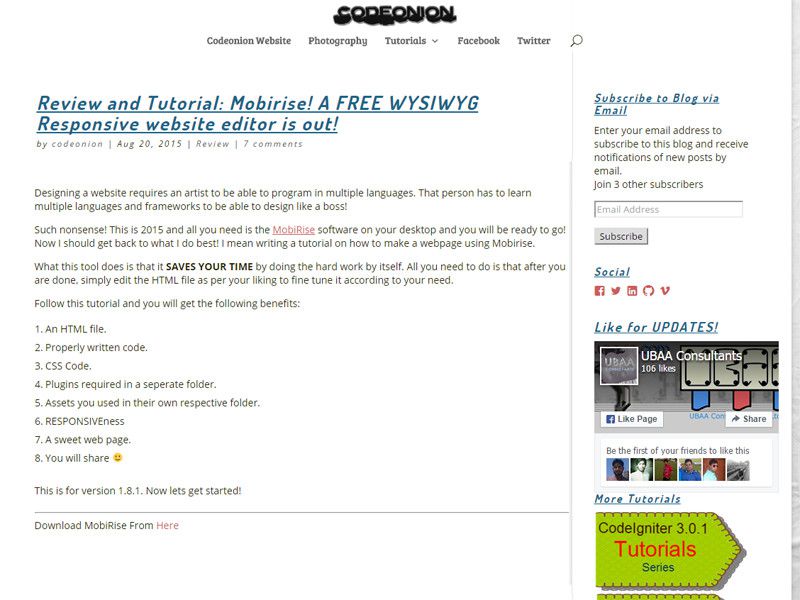 CODEONION
Codeonion Website Photography Tutorials Facebook Twitter
Review and Tutorial: Mobirise! A FREE WYSIWYG
Responsive website editor is out!
by codeonion | Aug 20, 2015 | Review | 7 comments
Designing a website requires an artist to be able to program in multiple languages. That person has to learn
multiple languages and frameworks to be able to design like a boss!
Such nonsense! This is 2015 and all you need is the MobiRise software on your desktop and you will be ready to go!
Now I should get back to what I do best! I mean writing a tutorial on how to make a webpage using Mobirise.
What this tool does is that it SAVES YOUR TIME by doing the hard work by itself. All you need to do is that after you
are done, simply edit the HTML file as per your liking to fine tune it according to your need.
Follow this tutorial and you will get the following benefits:
1. An HTML file.
2. Properly written code.
3. CSS Code.
4. Plugins required in a seperate folder.
5. Assets you used in their own respective folder.
6. RESPONSIVEness
7. A sweet web page.
8. You will share
This is for version 1.8.1. Now lets get started!
Download MobiRise From Here
Subscribe to Blog via
Email
Enter your email address to
subscribe to this blog and receive
notifications of new posts by
email.
Join 3 other subscribers
Email Address
Subscribe
Social
Like for UPDATES!
UBAA
UBAA Consultants
106 likes
Like Page
Share
Be the first of your friends to like this
More Tutorials
CodeIgniter 3.0.1
Tutorials
Series